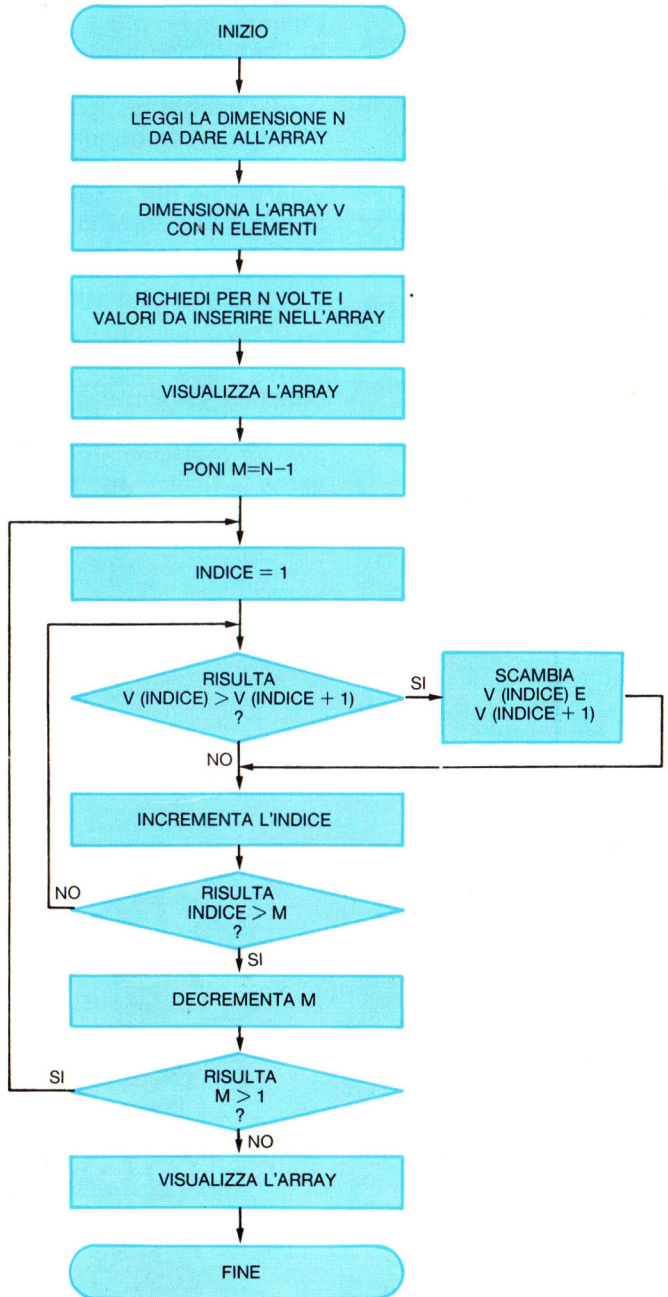 INIZIO
LEGGI LA DIMENSIONE N
DA DARE ALL'ARRAY
DIMENSIONA L'ARRAY V
CON N ELEMENTI
RICHIEDI PER N VOLTE I
VALORI DA INSERIRE NELL'ARRAY
VISUALIZZA L'ARRAY
PONI M=N–1
INDICE = 1
RISULTA
V (INDICE) > V (INDICE + 1)
?
SI
SCAMBIA
V (INDICE) E
V (INDICE + 1)
NO
INCREMENTA L'INDICE
NO
RISULTA
INDICE > M
?
SI
DECREMENTA M
SI
RISULTA
M > 1
?
NO
VISUALIZZA L'ARRAY
FINE